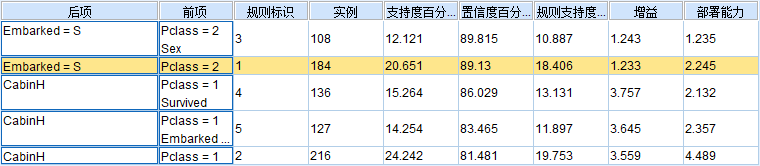 后项 前项 规则标识 实例 支持度百分... 置信度百分... 规则支持度... 增益 部署能力
Embarked = S Pclass = 2 3 108 12.121 89.815 10.887 1.243 1.235
Sex
Embarked = S Pclass = 2 1 184 20.651 89.13 18.406 1.233 2.245
CabinH Pclass = 1 4 136 15.264 86.029 13.131 3.757 2.132
Survived
CabinH Pclass = 1 5 127 14.254 83.465 11.897 3.645 2.357
Embarked ...
CabinH Pclass = 1 2 216 24.242 81.481 19.753 3.559 4.489